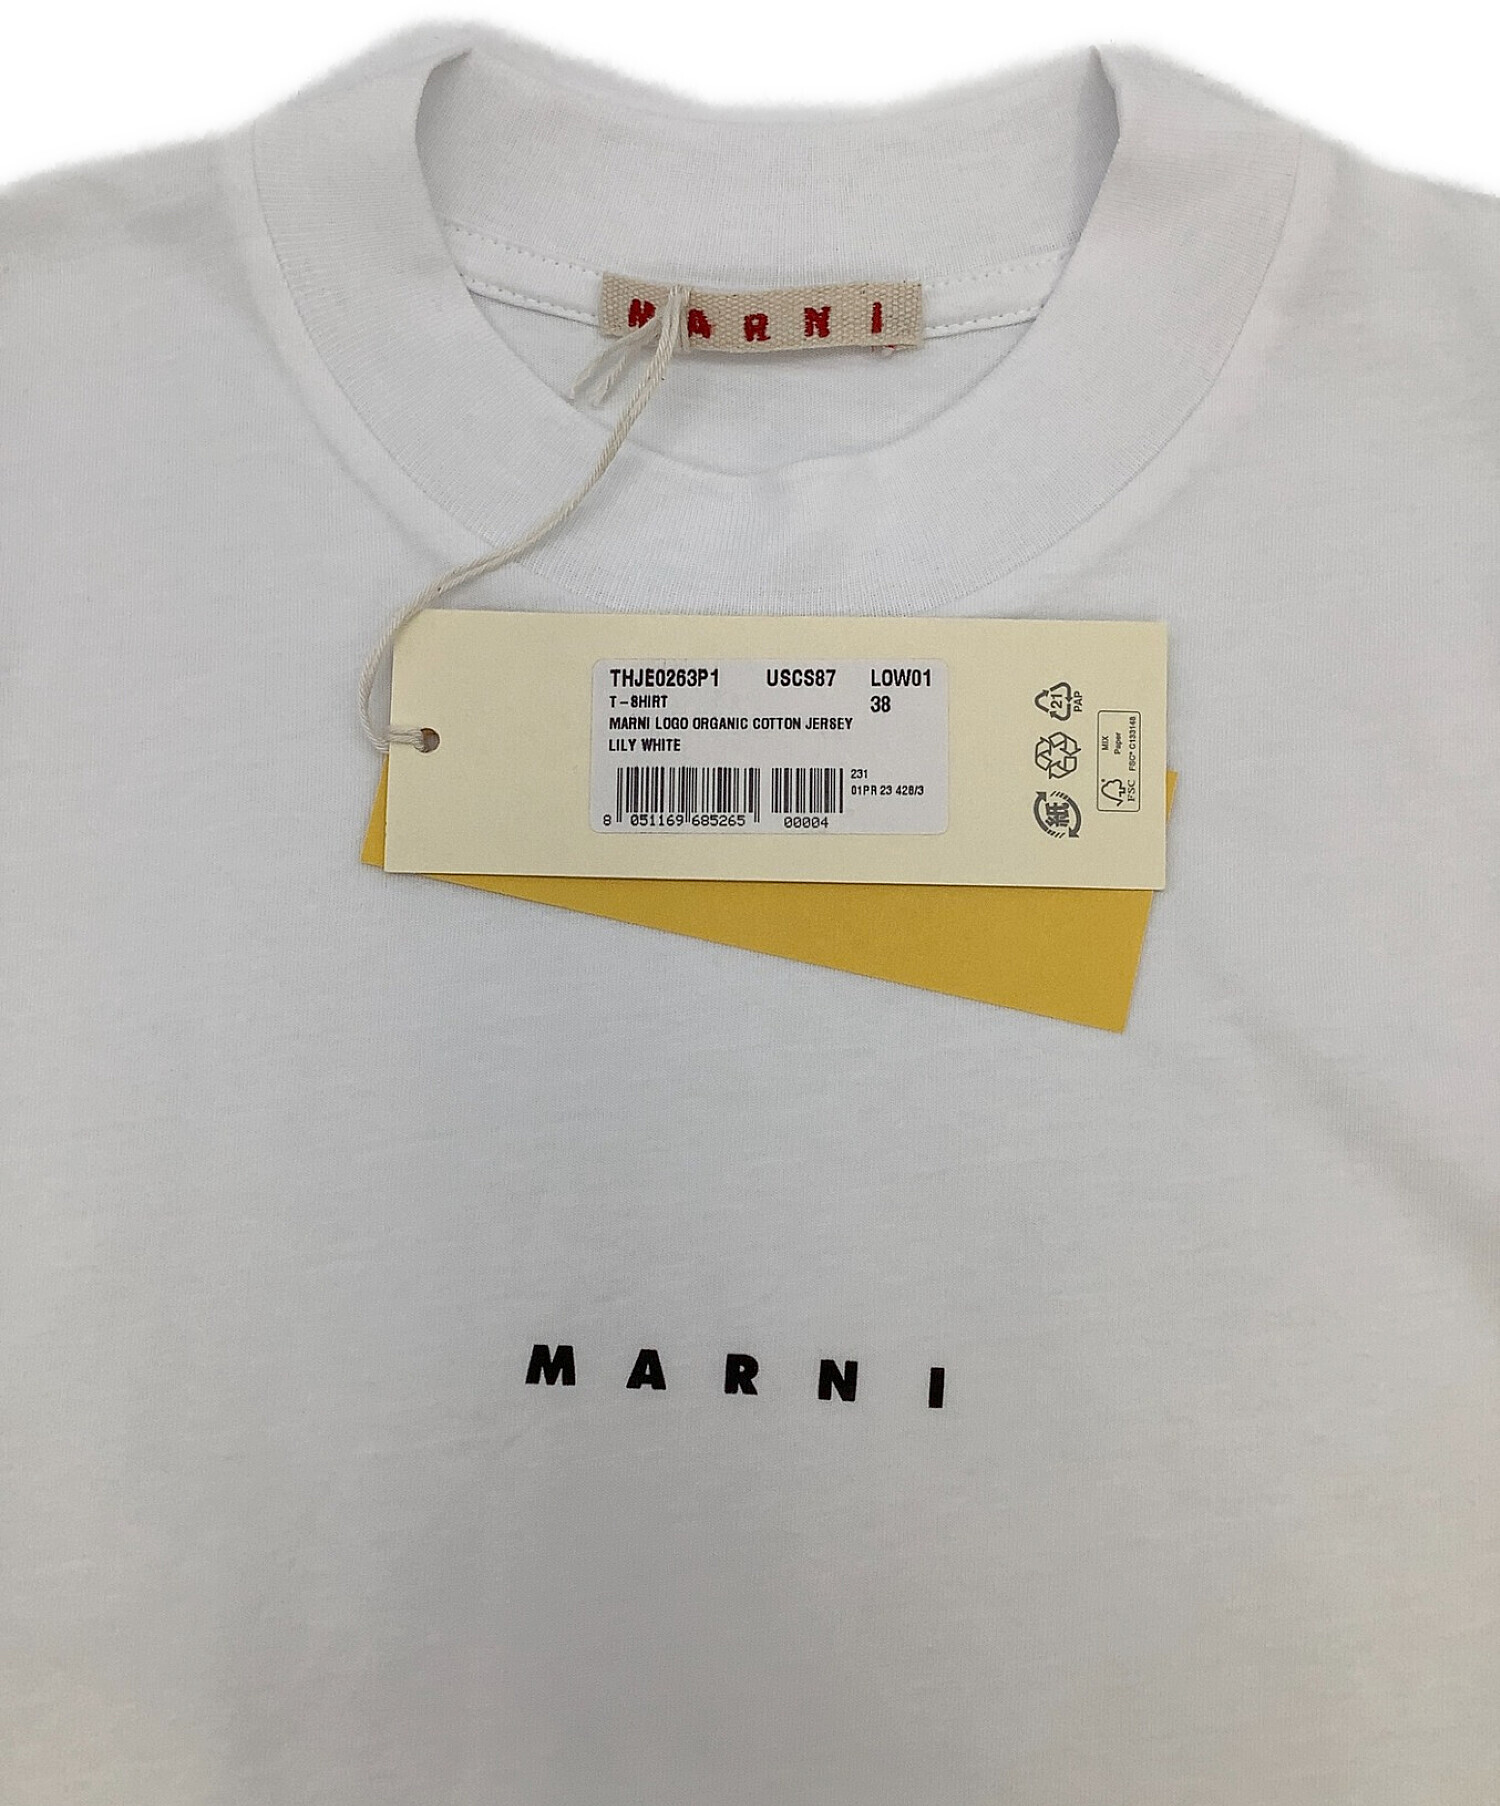 MARNI
THJE0263P1 USCS87 LOW01
T-SHIRT 38
MARNI LOGO ORGANIC COTTON JERSEY
LILY WHITE
231
01PR 23 428/3
8 051169 685265 00004
21
PAP
MIX
Paper
FSC® C133148
FSC
紙
MARNI